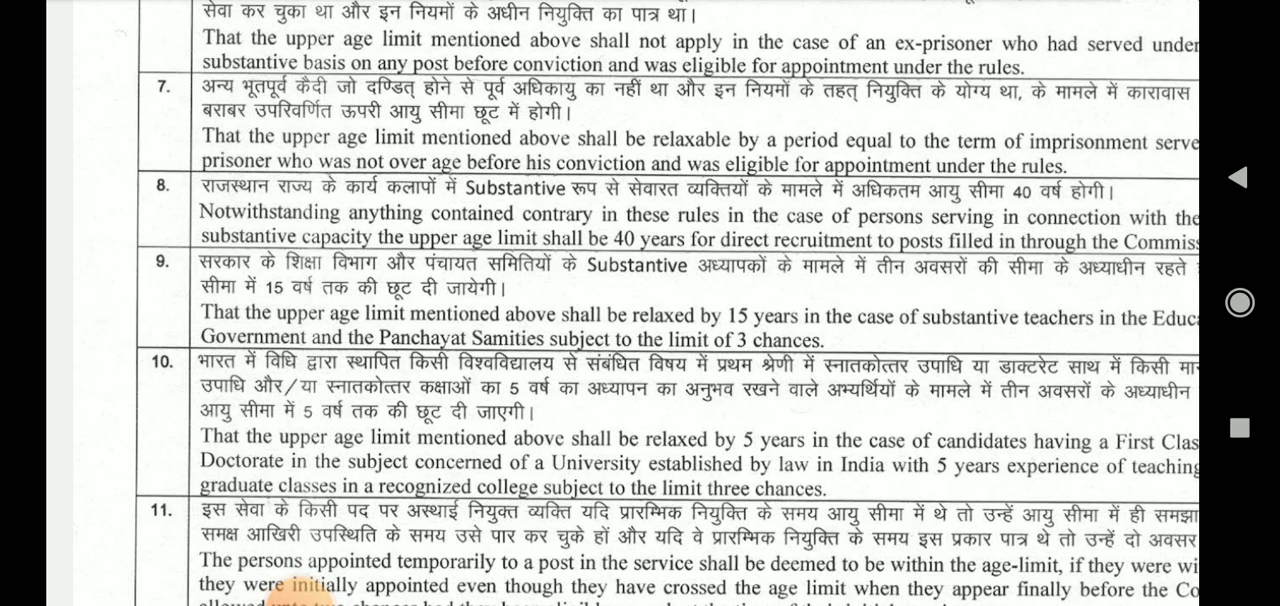 सेवा कर चुका था और इन नियमों के अधीन नियुक्ति का पात्र था।
That the upper age limit mentioned above shall not apply in the case of an ex-prisoner who had served under
substantive basis on any post before conviction and was eligible for appointment under the rules.
7. अन्य भूतपूर्व कैदी जो दण्डित् होने से पूर्व अधिकायु का नहीं था और इन नियमों के तहत् नियुक्ति के योग्य था, के मामले में कारावास
बराबर उपरिवर्णित ऊपरी आयु सीमा छूट में होगी।
That the upper age limit mentioned above shall be relaxable by a period equal to the term of imprisonment serve
prisoner who was not over age before his conviction and was eligible for appointment under the rules.
8. राजस्थान राज्य के कार्य कलापों में Substantive रूप से सेवारत व्यक्तियों के मामले में अधिकतम आयु सीमा 40 वर्ष होगी।
Notwithstanding anything contained contrary in these rules in the case of persons serving in connection with the
substantive capacity the upper age limit shall be 40 years for direct recruitment to posts filled in through the Commis
9. सरकार के शिक्षा विभाग और पंचायत समितियों के Substantive अध्यापकों के मामले में तीन अवसरों की सीमा के अध्याधीन रहते
सीमा में 15 वर्ष तक की छूट दी जायेगी।
That the upper age limit mentioned above shall be relaxed by 15 years in the case of substantive teachers in the Educa
Government and the Panchayat Samities subject to the limit of 3 chances.
10. भारत में विधि द्वारा स्थापित किसी विश्वविद्यालय से संबंधित विषय में प्रथम श्रेणी में स्नातकोत्तर उपाधि या डाक्टरेट साथ में किसी मान
उपाधि और/या स्नातकोत्तर कक्षाओं का 5 वर्ष का अध्यापन का अनुभव रखने वाले अभ्यर्थियों के मामले में तीन अवसरों के अध्याधीन
आयु सीमा में 5 वर्ष तक की छूट दी जाएगी।
That the upper age limit mentioned above shall be relaxed by 5 years in the case of candidates having a First Clas
Doctorate in the subject concerned of a University established by law in India with 5 years experience of teaching
graduate classes in a recognized college subject to the limit three chances.
11. इस सेवा के किसी पद पर अस्थाई नियुक्त व्यक्ति यदि प्रारम्भिक नियुक्ति के समय आयु सीमा में थे तो उन्हें आयु सीमा में ही समझा
समक्ष आखिरी उपस्थिति के समय उसे पार कर चुके हों और यदि वे प्रारम्भिक नियुक्ति के समय इस प्रकार पात्र थे तो उन्हें दो अवसर
The persons appointed temporarily to a post in the service shall be deemed to be within the age-limit, if they were wi
they were initially appointed even though they have crossed the age limit when they appear finally before the Co